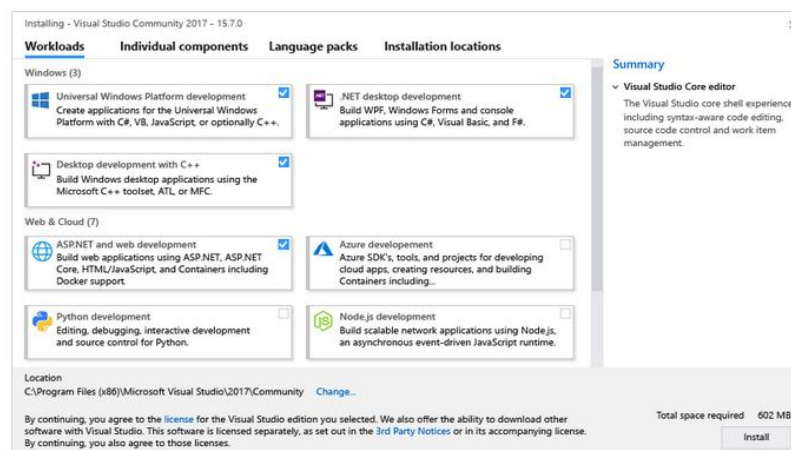 Installing - Visual Studio Community 2017 - 15.7.0
Workloads Individual components Language packs Installation locations
Windows (3)
Universal Windows Platform development
Create applications for the Universal Windows
Platform with C#, VB, JavaScript, or optionally C++.
.NET desktop development
Build WPF, Windows Forms and console
applications using C#, Visual Basic, and F#.
Desktop development with C++
Build Windows desktop applications using the
Microsoft C++ toolset, ATL, or MFC.
Web & Cloud (7)
ASP.NET and web development
Build web applications using ASP.NET, ASP.NET
Core, HTML/JavaScript, and Containers including
Docker support.
Azure developement
Azure SDK's, tools, and projects for developing
cloud apps, creating resources, and building
Containers including...
Python development
Editing, debugging, interactive development
and source control for Python.
Node.js development
Build scalable network applications using Node.js,
an asynchronous event-driven JavaScript runtime.
Summary
Visual Studio Core editor
The Visual Studio core shell experience
including syntax-aware code editing,
source code control and work item
management.
Location
C:\Program Files (x86)\Microsoft Visual Studio\2017\Community Change...
By continuing, you agree to the license for the Visual Studio edition you selected. We also offer the ability to download other
software with Visual Studio. This software is licensed separately, as set out in the 3rd Party Notices or in its accompanying license.
By continuing, you also agree to those licenses.
Total space required 602 MB
Install